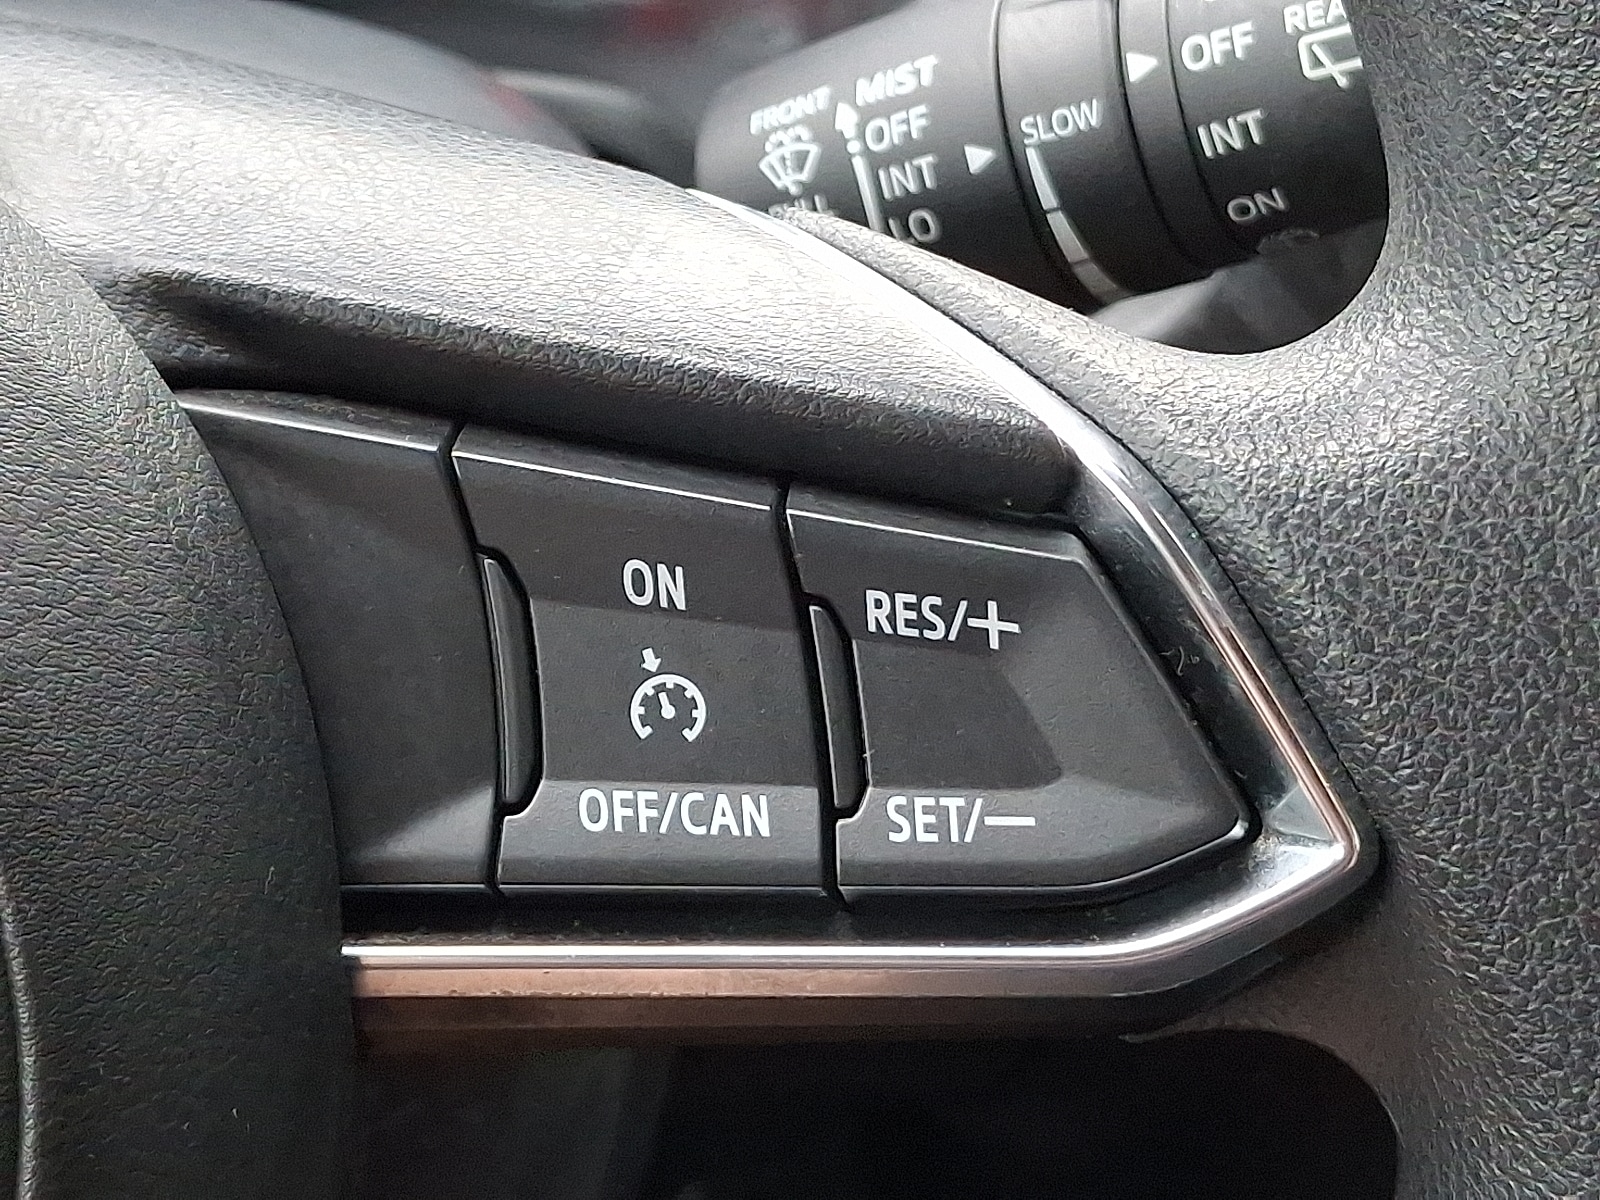 FRONT
MIST
OFF
INT
LO
SLOW
OFF
INT
ON
ON
OFF/CAN
RES/+
SET/—